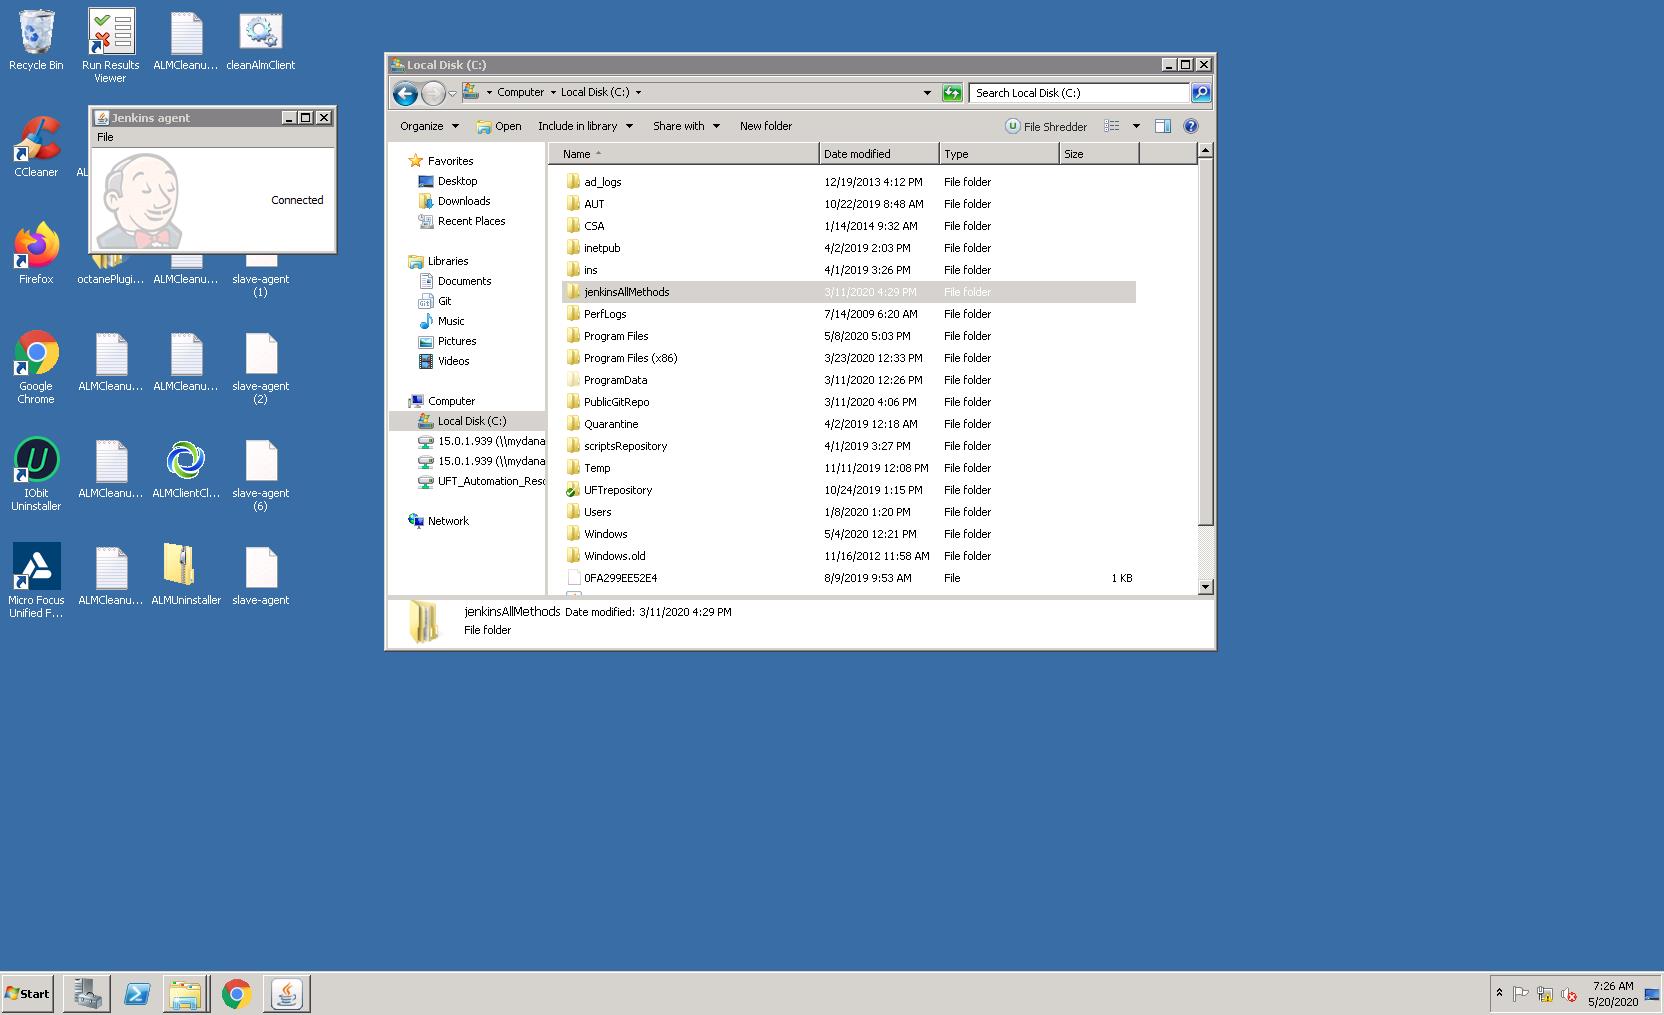 Recycle Bin
Run Results
Viewer
ALMCleanu...
cleanAlmClient
CCleaner
AL
Firefox
octanePlugi...
ALMCleanu...
slave-agent
(1)
Google
Chrome
ALMCleanu...
ALMCleanu...
slave-agent
(2)
IObit
Uninstaller
ALMCleanu...
ALMClientCl...
slave-agent
(6)
Micro Focus
Unified F...
ALMCleanu...
ALMUninstaller
slave-agent
Jenkins agent
File
Connected
Local Disk (C:)
Computer Local Disk (C:)
Search Local Disk (C:)
Organize Open Include in library Share with New folder File Shredder
Favorites
Desktop
Downloads
Recent Places
Libraries
Documents
Git
Music
Pictures
Videos
Computer
Local Disk (C:)
15.0.1.939 (\\mydana
15.0.1.939 (\\mydana
UFT_Automation_Reso
Network
Name Date modified Type Size
ad_logs 12/19/2013 4:12 PM File folder
AUT 10/22/2019 8:48 AM File folder
CSA 1/14/2014 9:32 AM File folder
inetpub 4/2/2019 2:03 PM File folder
ins 4/1/2019 3:26 PM File folder
jenkinsAllMethods 3/11/2020 4:29 PM File folder
PerfLogs 7/14/2009 6:20 AM File folder
Program Files 5/8/2020 5:03 PM File folder
Program Files (x86) 3/23/2020 12:33 PM File folder
ProgramData 3/11/2020 12:26 PM File folder
PublicGitRepo 3/11/2020 4:06 PM File folder
Quarantine 4/2/2019 12:18 AM File folder
scriptsRepository 4/1/2019 3:27 PM File folder
Temp 11/11/2019 12:08 PM File folder
UFTrepository 10/24/2019 1:15 PM File folder
Users 1/8/2020 1:20 PM File folder
Windows 5/4/2020 12:21 PM File folder
Windows.old 11/16/2012 11:58 AM File folder
0FA299EE52E4 8/9/2019 9:53 AM File 1 KB
jenkinsAllMethods Date modified: 3/11/2020 4:29 PM
File folder
Start
7:26 AM
5/20/2020